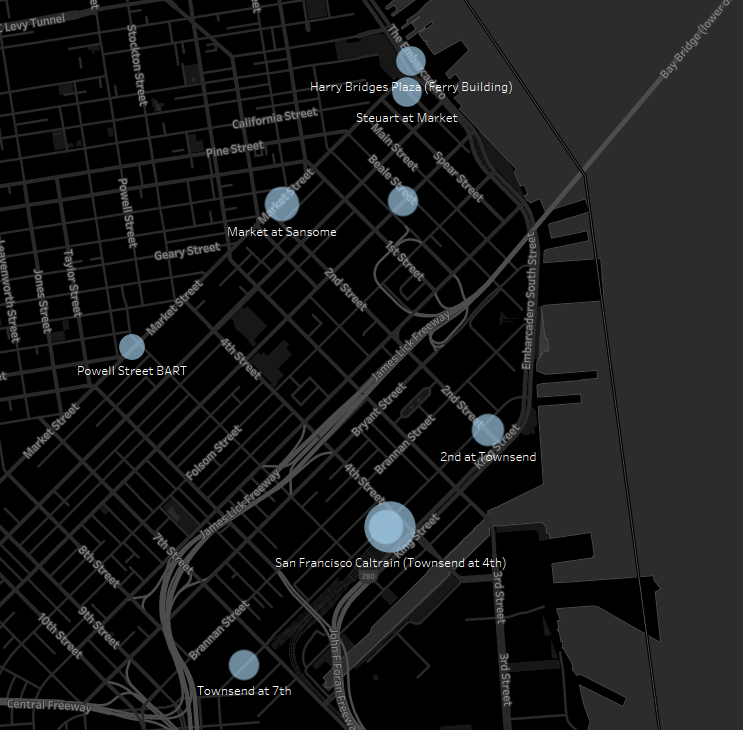 Levy Tunnel
Stockton Street
The Embarcadero
Bay Bridge (lower
Harry Bridges Plaza (Ferry Building)
California Street
Steuart at Market
Pine Street
Main Street
Spear Street
Beale Street
Powell Street
Market Street
Market at Sansome
Geary Street
1st Street
Leavenworth Street
Jones Street
Taylor Street
2nd Street
Embarcadero South Street
Market Street
4th Street
James Lick Freeway
Powell Street BART
Bryant Street
2nd Street
Market Street
Folsom Street
Brannan Street
King Street
2nd at Townsend
4th Street
James Lick Freeway
King Street
San Francisco Caltrain (Townsend at 4th)
280
7th Street
8th Street
3rd Street
9th Street
10th Street
Brannan Street
John F Foran Freeway
3rd Street
Townsend at 7th
Central Freeway